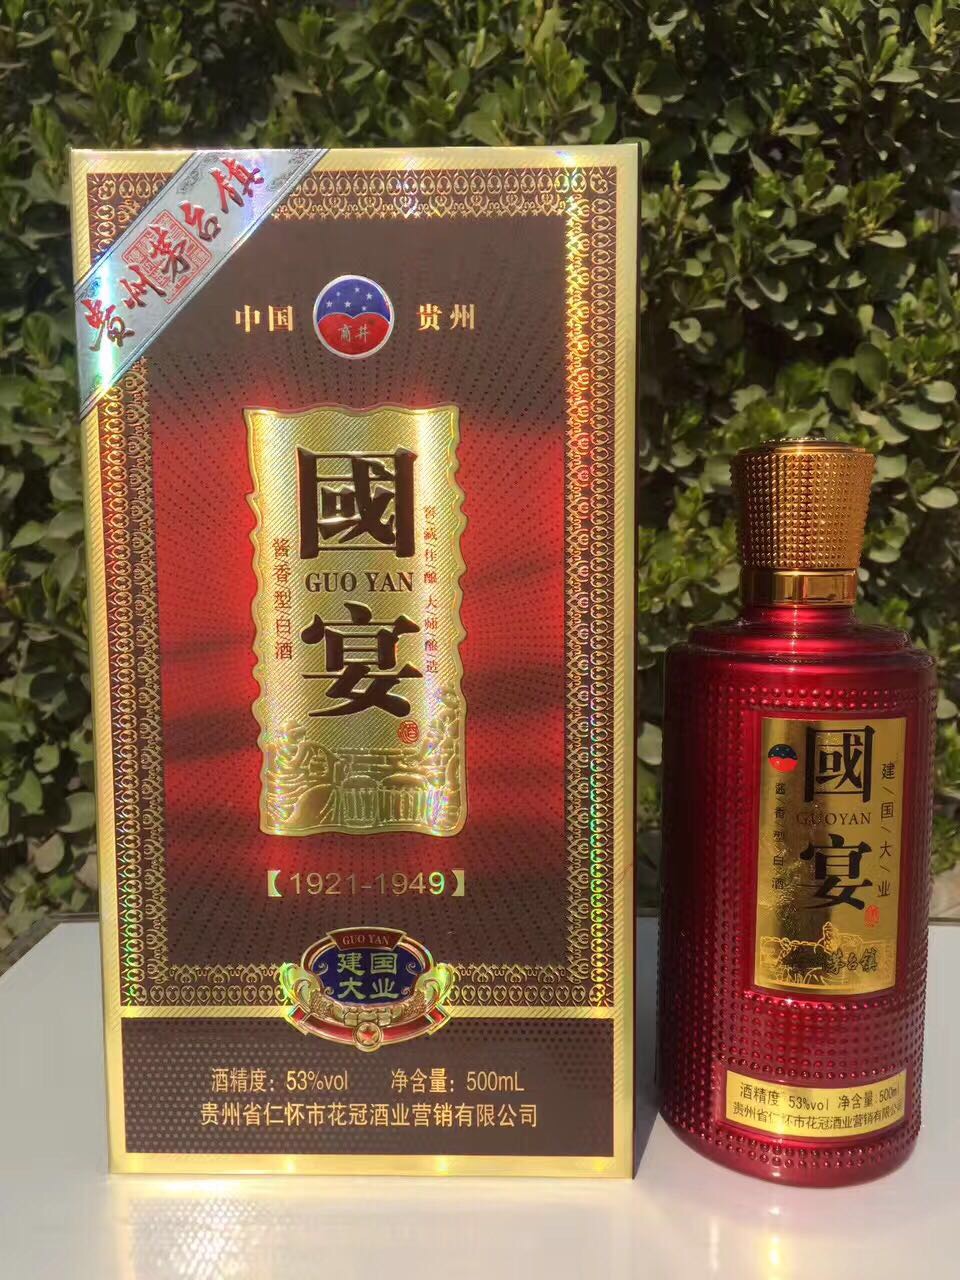 贵州茅台镇
中国
贵州
商井
國宴
GUO YAN
酱香型白酒
窖藏佳酿 大师酿造
酒
【1921-1949】
GUO YAN
建国
大业
酒精度：53%vol 净含量：500mL
贵州省仁怀市花冠酒业营销有限公司
國宴
GUOYAN
建国大业
酱香型白酒
茅台镇
酒精度 53%vol 净含量:500ml
贵州省仁怀市花冠酒业营销有限公司